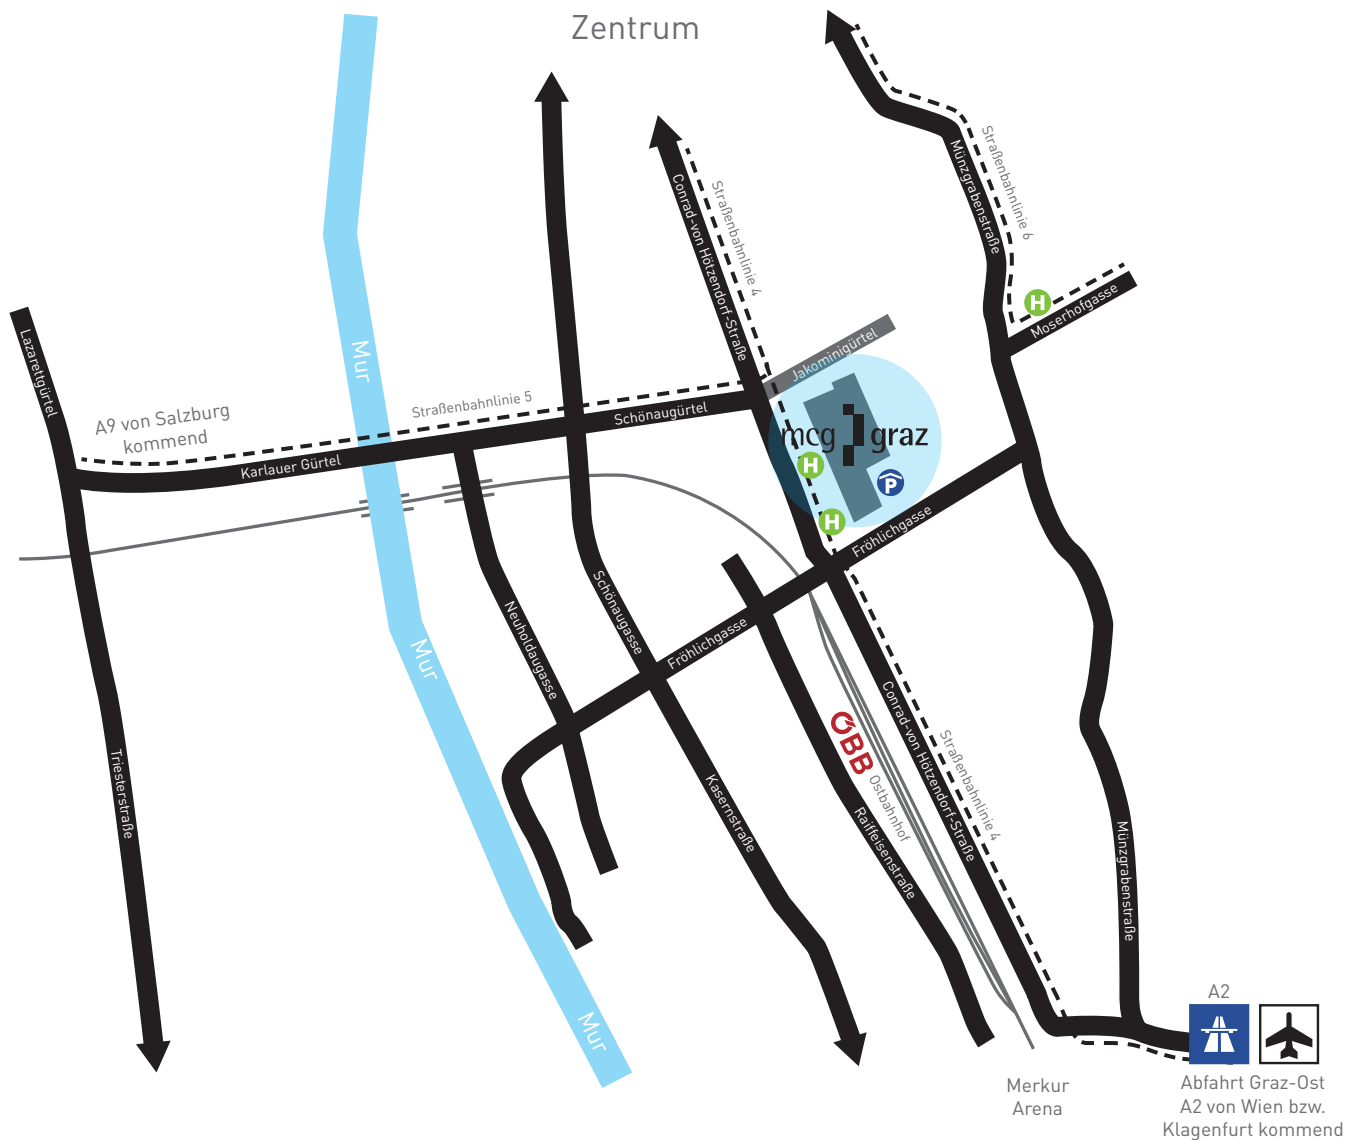 Zentrum
Münzgrabenstraße
Straßenbahnlinie 6
Conrad-von Hötzendorf-Straße
Straßenbahnlinie 4
H
Moserhofgasse
Lazarettgürtel
Mur
Jakominigürtel
A9 von Salzburg
kommend
Straßenbahnlinie 5
Schönaugürtel
Karlauer Gürtel
mcg graz
H
P
H
Fröhlichgasse
Schönaugasse
Neuholdaugasse
Fröhlichgasse
Mur
ÖBB
Ostbahnhof
Conrad-von Hötzendorf-Straße
Straßenbahnlinie 4
Triesterstraße
Kasernstraße
Raiffeisenstraße
Münzgrabenstraße
Mur
A2
Merkur
Arena
Abfahrt Graz-Ost
A2 von Wien bzw.
Klagenfurt kommend